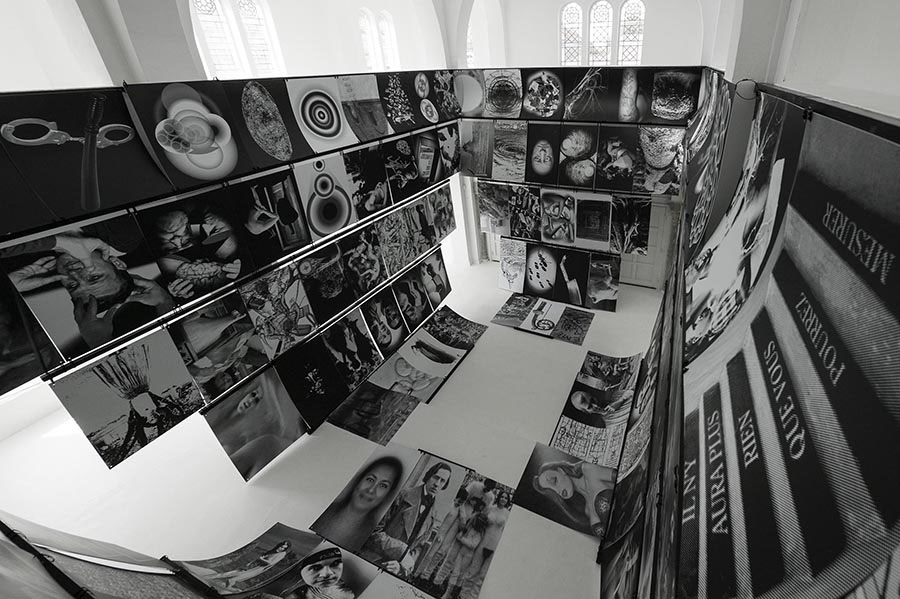 IL N'Y
AURA PLUS
RIEN
QUE VOUS
POURREZ
MESURER